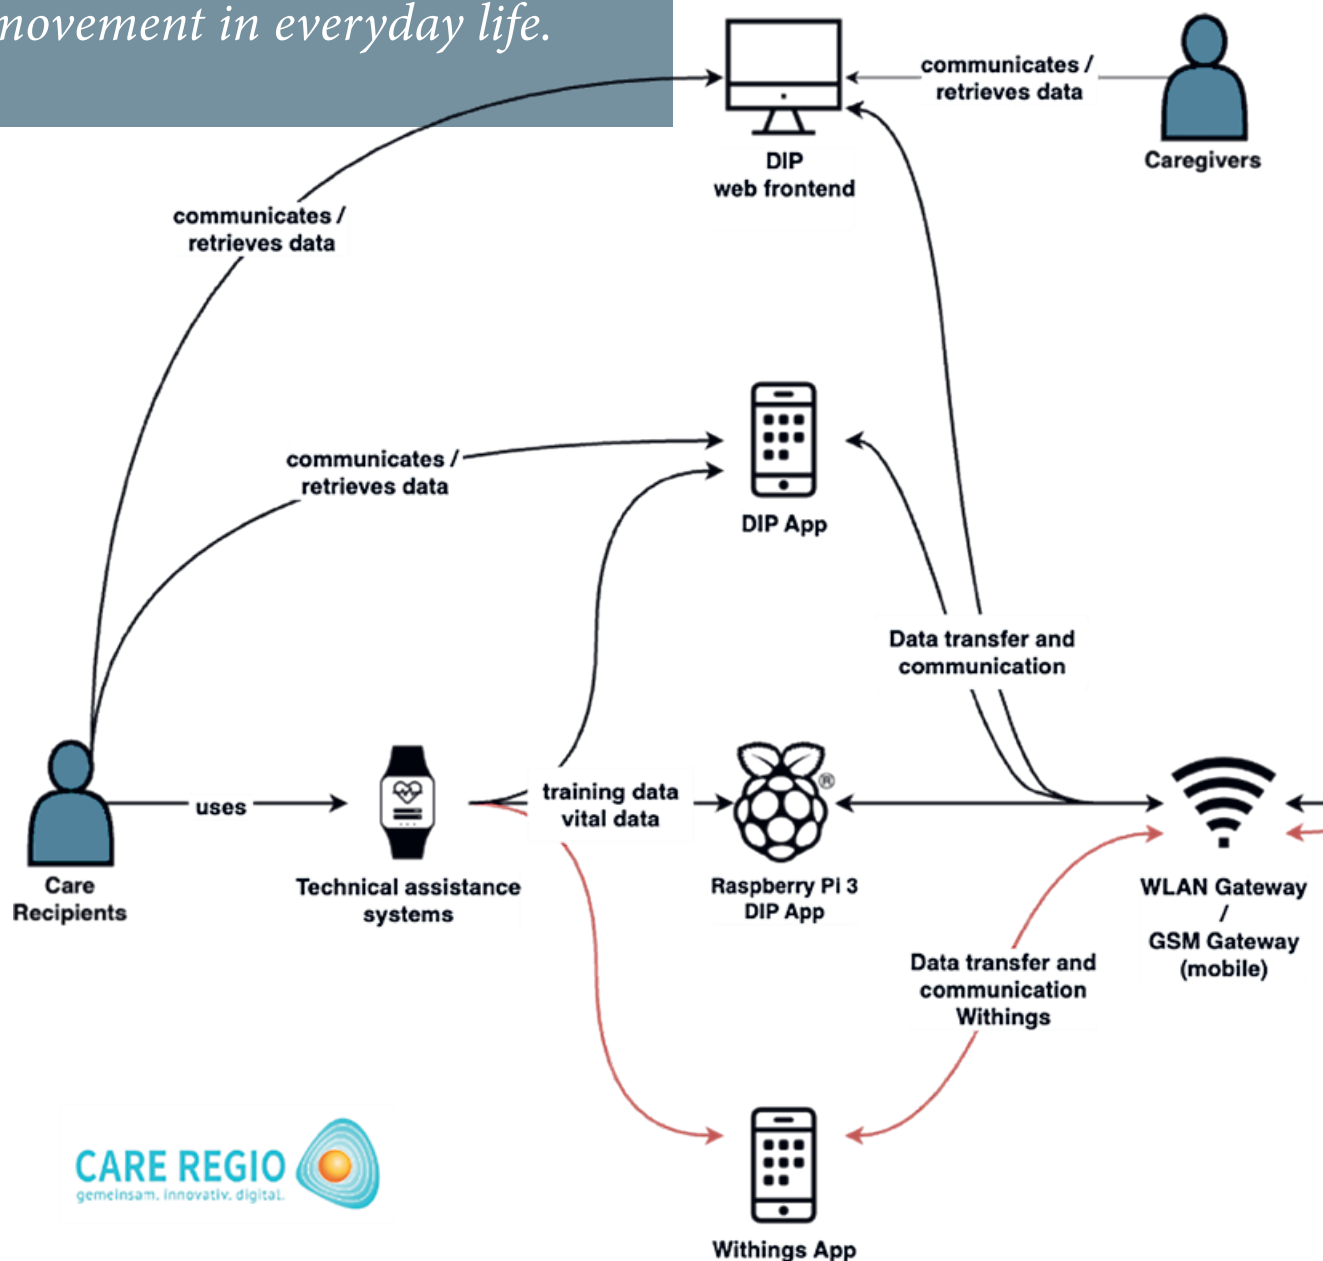 movement in everyday life.
communicates /
retrieves data
DIP
web frontend
Caregivers
communicates /
retrieves data
communicates /
retrieves data
DIP App
Data transfer and
communication
uses
training data
vital data
®
Care
Recipients
Technical assistance
systems
Raspberry Pi 3
DIP App
WLAN Gateway
/
GSM Gateway
(mobile)
Data transfer and
communication
Withings
CARE REGIO
gemeinsam. innovativ. digital.
Withings App